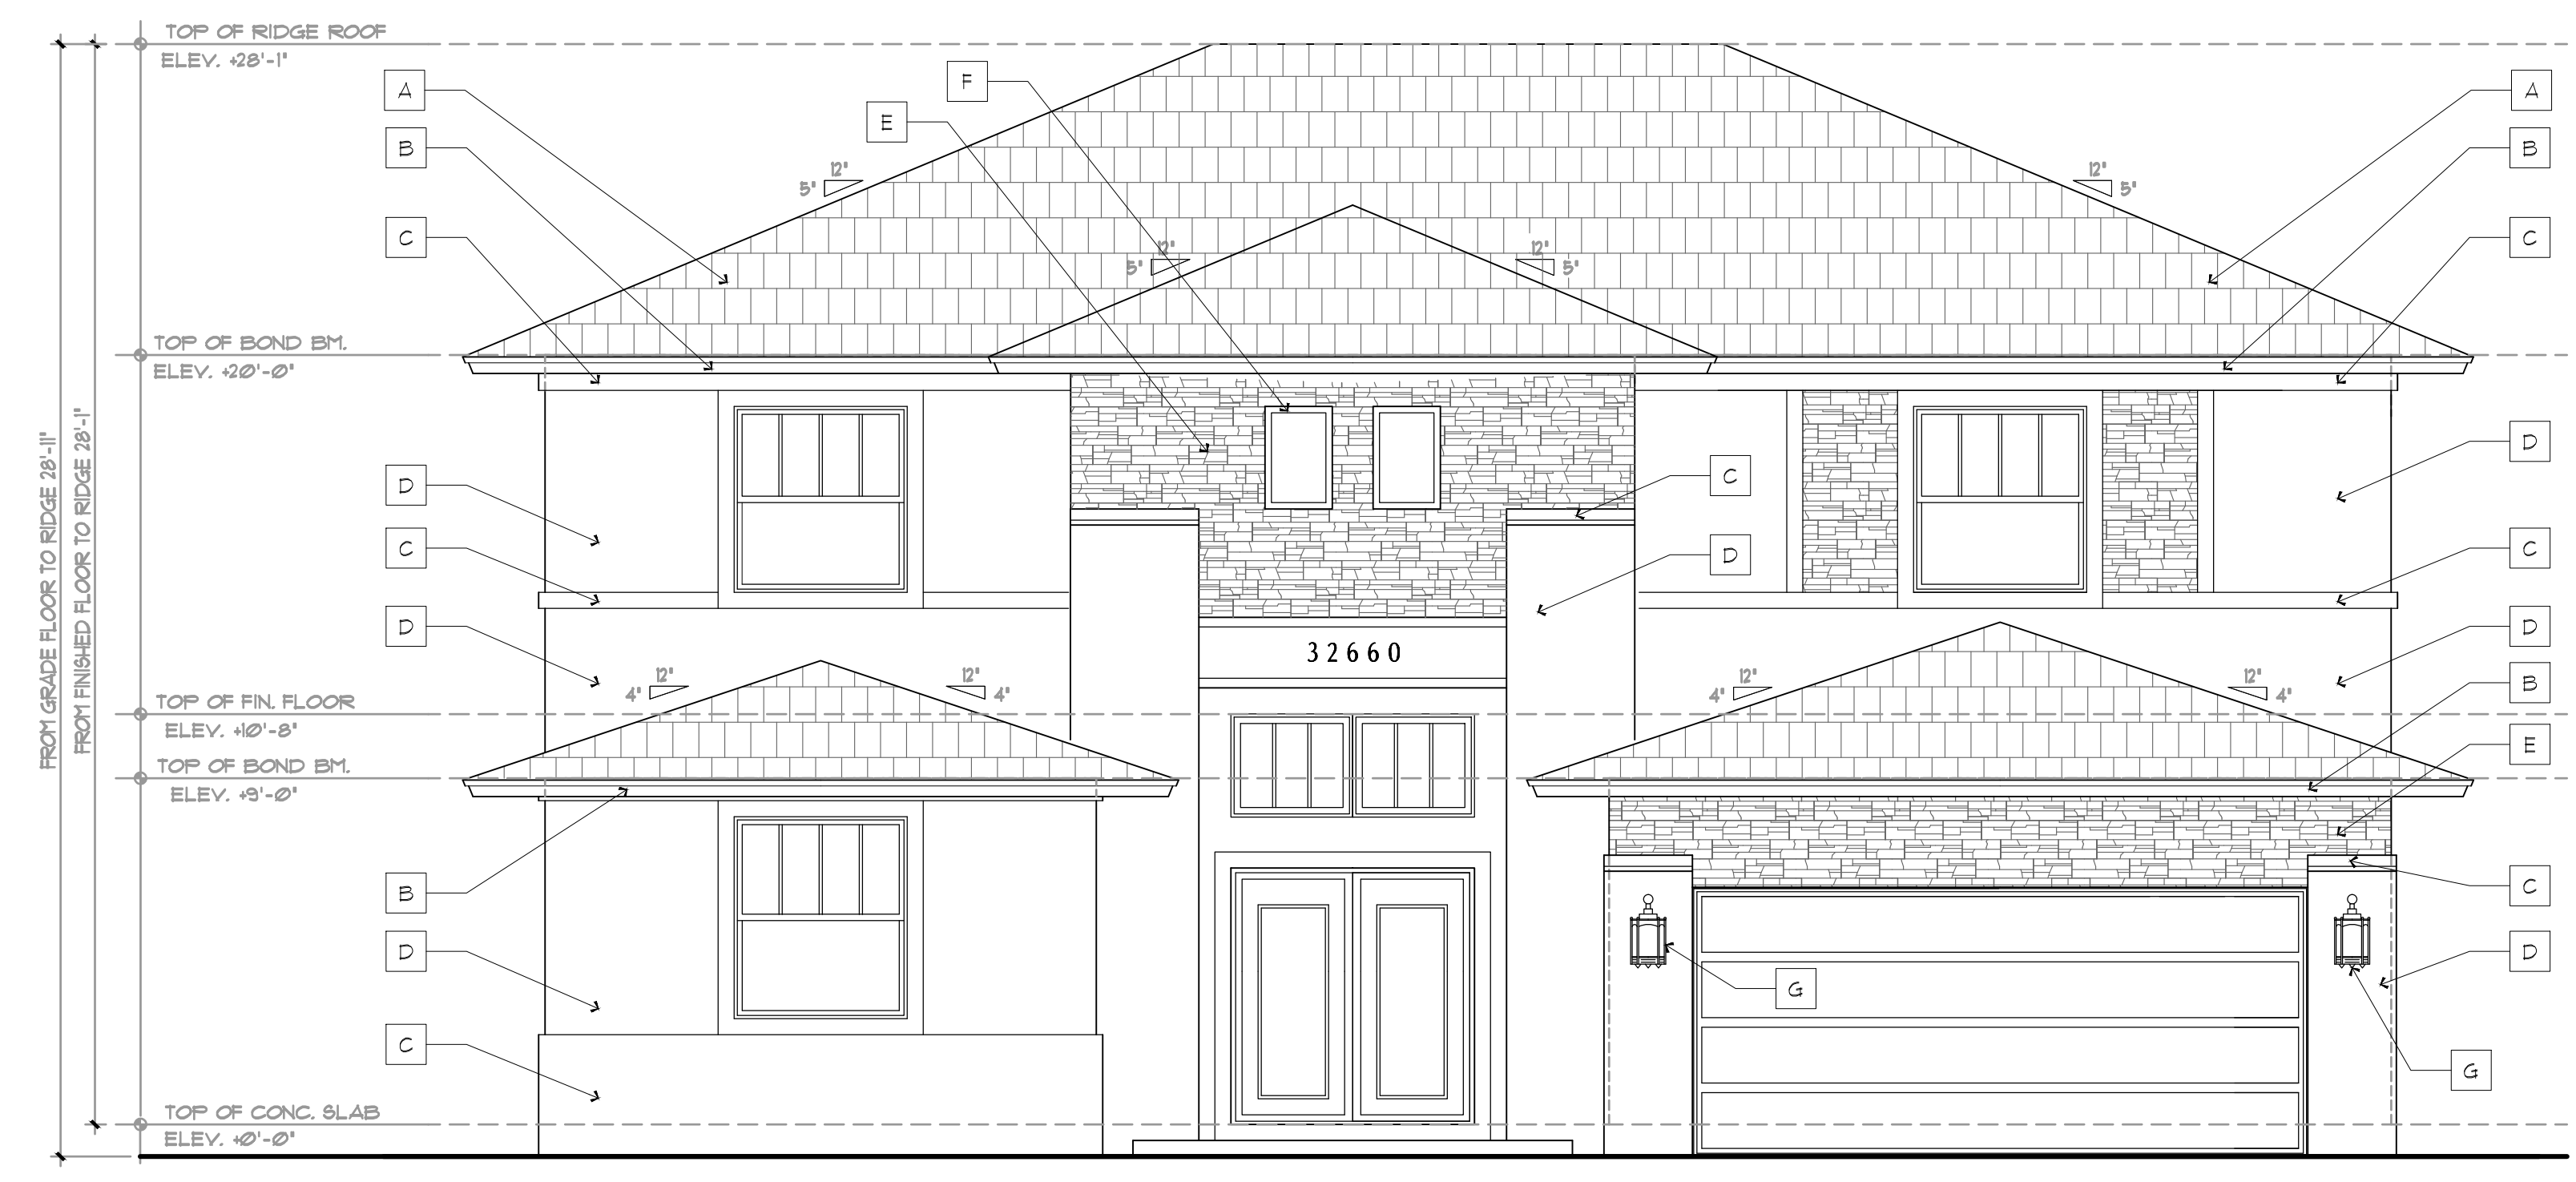 TOP OF RIDGE ROOF
ELEV. +28'-1"
A
B
C
E
F
A
B
C
12"
5"
12"
5"
12"
5"
12"
5"
TOP OF BOND BM.
ELEV. +20'-0"
FROM GRADE FLOOR TO RIDGE 28'-11"
FROM FINISHED FLOOR TO RIDGE 28'-1"
D
C
D
C
D
D
C
D
B
E
32660
12"
4"
12"
4"
12"
4"
12"
4"
TOP OF FIN. FLOOR
ELEV. +10'-8"
TOP OF BOND BM.
ELEV. +9'-0"
B
D
C
C
D
G
G
TOP OF CONC. SLAB
ELEV. +0'-0"